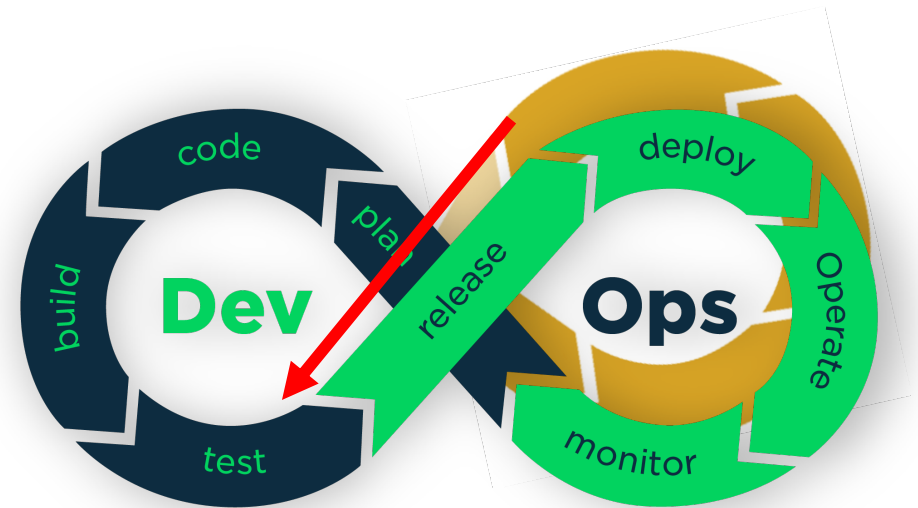 code
deploy
plan
build
Dev
release
Ops
Operate
test
monitor